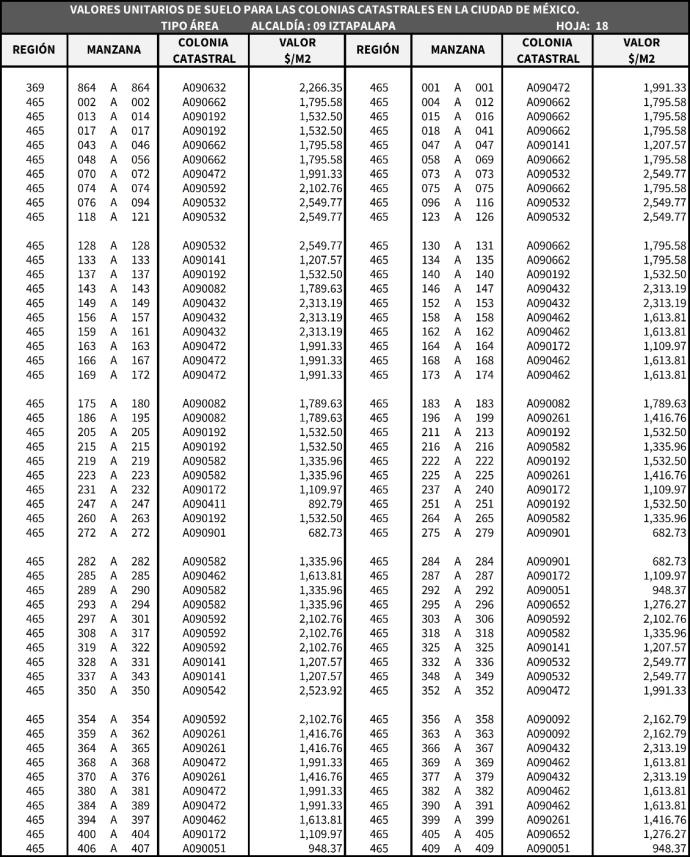 VALORES UNITARIOS DE SUELO PARA LAS COLONIAS CATASTRALES EN LA CIUDAD DE MÉXICO.
TIPO ÁREA ALCALDÍA : 09 IZTAPALAPA HOJA: 18
REGIÓN MANZANA COLONIA CATASTRAL VALOR $/M2 REGIÓN MANZANA COLONIA CATASTRAL VALOR $/M2
369 864 A 864 A090632 2,266.35 465 001 A 001 A090472 1,991.33
465 002 A 002 A090662 1,795.58 465 004 A 012 A090662 1,795.58
465 013 A 014 A090192 1,532.50 465 015 A 016 A090662 1,795.58
465 017 A 017 A090192 1,532.50 465 018 A 041 A090662 1,795.58
465 043 A 046 A090662 1,795.58 465 047 A 047 A090141 1,207.57
465 048 A 056 A090662 1,795.58 465 058 A 069 A090662 1,795.58
465 070 A 072 A090472 1,991.33 465 073 A 073 A090532 2,549.77
465 074 A 074 A090592 2,102.76 465 075 A 075 A090662 1,795.58
465 076 A 094 A090532 2,549.77 465 096 A 116 A090532 2,549.77
465 118 A 121 A090532 2,549.77 465 123 A 126 A090532 2,549.77
465 128 A 128 A090532 2,549.77 465 130 A 131 A090662 1,795.58
465 133 A 133 A090141 1,207.57 465 134 A 135 A090662 1,795.58
465 137 A 137 A090192 1,532.50 465 140 A 140 A090192 1,532.50
465 143 A 143 A090082 1,789.63 465 146 A 147 A090432 2,313.19
465 149 A 149 A090432 2,313.19 465 152 A 153 A090432 2,313.19
465 156 A 157 A090432 2,313.19 465 158 A 158 A090462 1,613.81
465 159 A 161 A090432 2,313.19 465 162 A 162 A090462 1,613.81
465 163 A 163 A090472 1,991.33 465 164 A 164 A090172 1,109.97
465 166 A 167 A090472 1,991.33 465 168 A 168 A090462 1,613.81
465 169 A 172 A090472 1,991.33 465 173 A 174 A090462 1,613.81
465 175 A 180 A090082 1,789.63 465 183 A 183 A090082 1,789.63
465 186 A 195 A090082 1,789.63 465 196 A 199 A090261 1,416.76
465 205 A 205 A090192 1,532.50 465 211 A 213 A090192 1,532.50
465 215 A 215 A090192 1,532.50 465 216 A 216 A090582 1,335.96
465 219 A 219 A090582 1,335.96 465 222 A 222 A090192 1,532.50
465 223 A 223 A090582 1,335.96 465 225 A 225 A090261 1,416.76
465 231 A 232 A090172 1,109.97 465 237 A 240 A090172 1,109.97
465 247 A 247 A090411 892.79 465 251 A 251 A090192 1,532.50
465 260 A 263 A090192 1,532.50 465 264 A 265 A090582 1,335.96
465 272 A 272 A090901 682.73 465 275 A 279 A090901 682.73
465 282 A 282 A090582 1,335.96 465 284 A 284 A090901 682.73
465 285 A 285 A090462 1,613.81 465 287 A 287 A090172 1,109.97
465 289 A 290 A090582 1,335.96 465 292 A 292 A090051 948.37
465 293 A 294 A090582 1,335.96 465 295 A 296 A090652 1,276.27
465 297 A 301 A090592 2,102.76 465 303 A 306 A090592 2,102.76
465 308 A 317 A090592 2,102.76 465 318 A 318 A090582 1,335.96
465 319 A 322 A090592 2,102.76 465 325 A 325 A090141 1,207.57
465 328 A 331 A090141 1,207.57 465 332 A 336 A090532 2,549.77
465 337 A 343 A090141 1,207.57 465 348 A 349 A090532 2,549.77
465 350 A 350 A090542 2,523.92 465 352 A 352 A090472 1,991.33
465 354 A 354 A090592 2,102.76 465 356 A 358 A090092 2,162.79
465 359 A 362 A090261 1,416.76 465 363 A 363 A090092 2,162.79
465 364 A 365 A090261 1,416.76 465 366 A 367 A090432 2,313.19
465 368 A 368 A090472 1,991.33 465 369 A 369 A090462 1,613.81
465 370 A 376 A090261 1,416.76 465 377 A 379 A090432 2,313.19
465 380 A 381 A090472 1,991.33 465 382 A 382 A090462 1,613.81
465 384 A 389 A090472 1,991.33 465 390 A 391 A090462 1,613.81
465 394 A 397 A090462 1,613.81 465 399 A 399 A090261 1,416.76
465 400 A 404 A090172 1,109.97 465 405 A 405 A090652 1,276.27
465 406 A 407 A090051 948.37 465 409 A 409 A090051 948.37